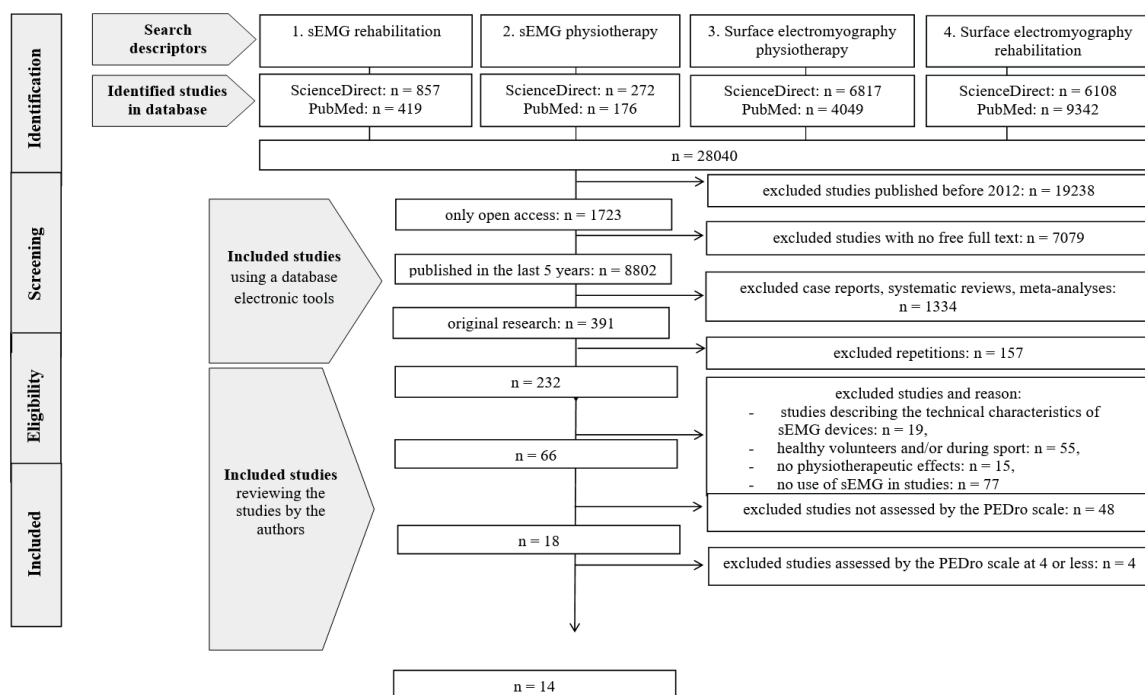 Identification
Search
descriptors
1. sEMG rehabilitation
2. sEMG physiotherapy
3. Surface electromyography
physiotherapy
4. Surface electromyography
rehabilitation
Identified studies
in database
ScienceDirect: n = 857
PubMed: n = 419
ScienceDirect: n = 272
PubMed: n = 176
ScienceDirect: n = 6817
PubMed: n = 4049
ScienceDirect: n = 6108
PubMed: n = 9342
n = 28040
Screening
excluded studies published before 2012: n = 19238
Included studies
using a database
electronic tools
only open access: n = 1723
excluded studies with no free full text: n = 7079
published in the last 5 years: n = 8802
excluded case reports, systematic reviews, meta-analyses:
n = 1334
original research: n = 391
excluded repetitions: n = 157
Eligibility
n = 232
excluded studies and reason:
- studies describing the technical characteristics of
sEMG devices: n = 19,
- healthy volunteers and/or during sport: n = 55,
- no physiotherapeutic effects: n = 15,
- no use of sEMG in studies: n = 77
Included studies
reviewing the
studies by the
authors
n = 66
Included
excluded studies not assessed by the PEDro scale: n = 48
n = 18
excluded studies assessed by the PEDro scale at 4 or less: n = 4
n = 14